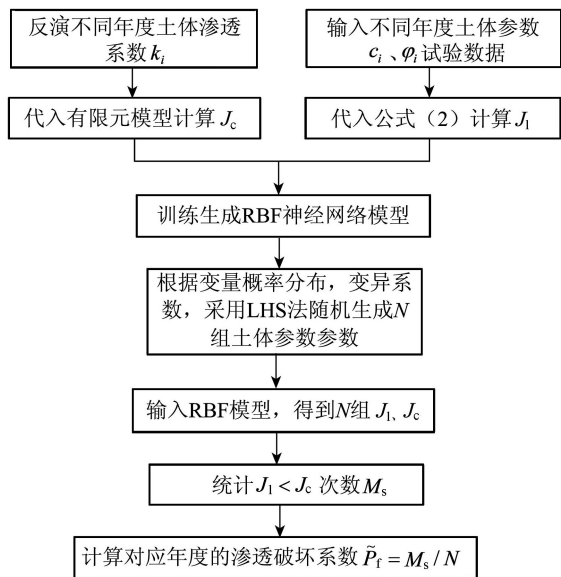 反演不同年度土体渗透
系数 k_i
输入不同年度土体参数
c_i、φ_i试验数据
代入有限元模型计算 J_c
代入公式（2）计算 J_l
训练生成RBF神经网络模型
根据变量概率分布，变异系
数，采用LHS法随机生成N
组土体参数参数
输入RBF模型，得到N组 J_l、J_c
统计 J_l < J_c 次数 M_s
计算对应年度的渗透破坏系数 P̃_f = M_s / N